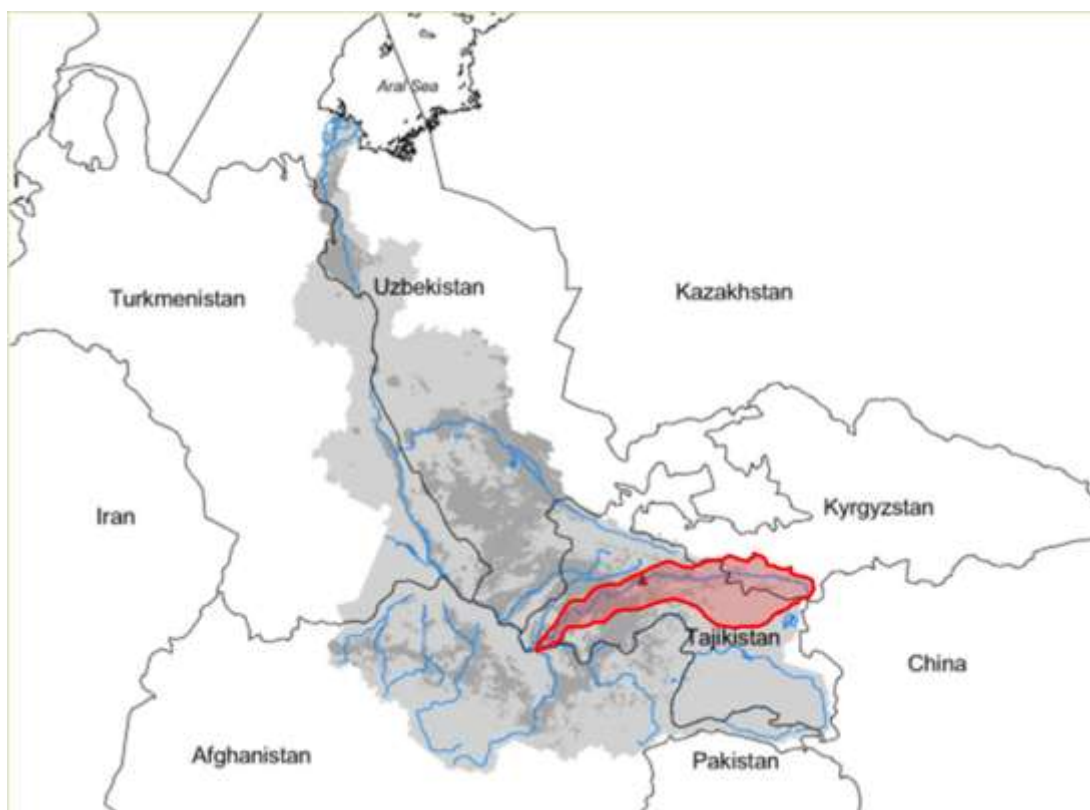 Aral Sea
Uzbekistan
Kazakhstan
Turkmenistan
Kyrgyzstan
Iran
Tajikistan
China
Afghanistan
Pakistan